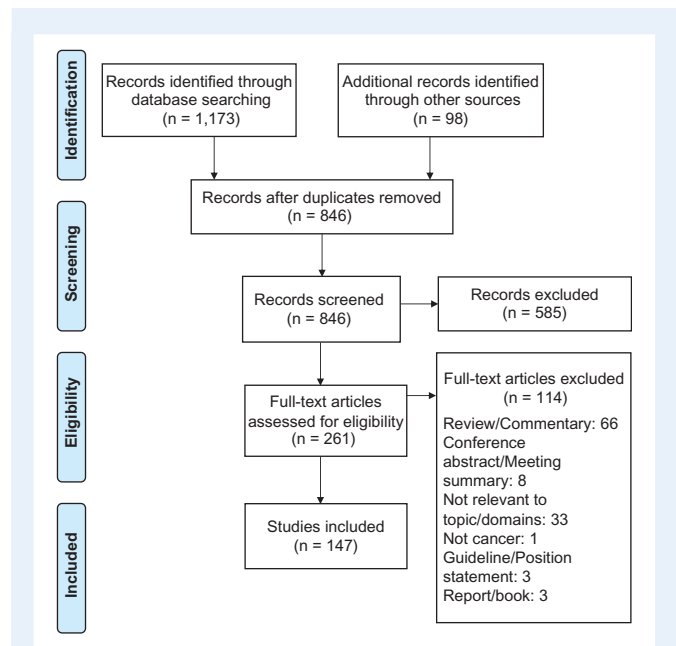 Identification
Records identified through
database searching
(n = 1,173)
Additional records identified
through other sources
(n = 98)
Records after duplicates removed
(n = 846)
Screening
Records screened
(n = 846)
Records excluded
(n = 585)
Eligibility
Full-text articles
assessed for eligibility
(n = 261)
Full-text articles excluded
(n = 114)
Review/Commentary: 66
Conference
abstract/Meeting
summary: 8
Not relevant to
topic/domains: 33
Not cancer: 1
Guideline/Position
statement: 3
Report/book: 3
Included
Studies included
(n = 147)